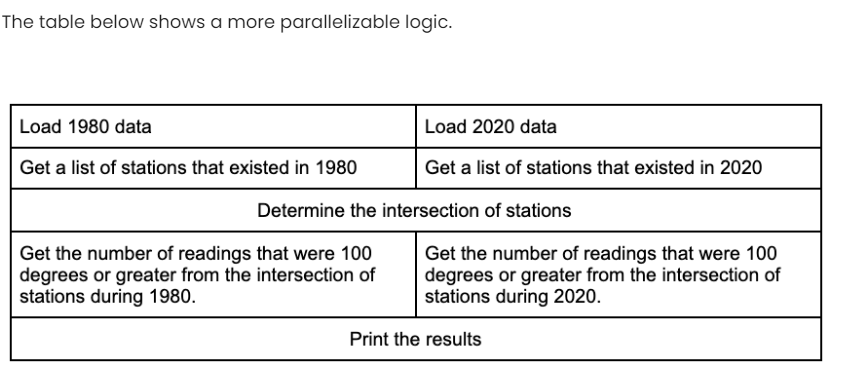 The table below shows a more parallelizable logic.
Load 1980 data
Load 2020 data
Get a list of stations that existed in 1980
Get a list of stations that existed in 2020
Determine the intersection of stations
Get the number of readings that were 100
degrees or greater from the intersection of
stations during 1980.
Get the number of readings that were 100
degrees or greater from the intersection of
stations during 2020.
Print the results